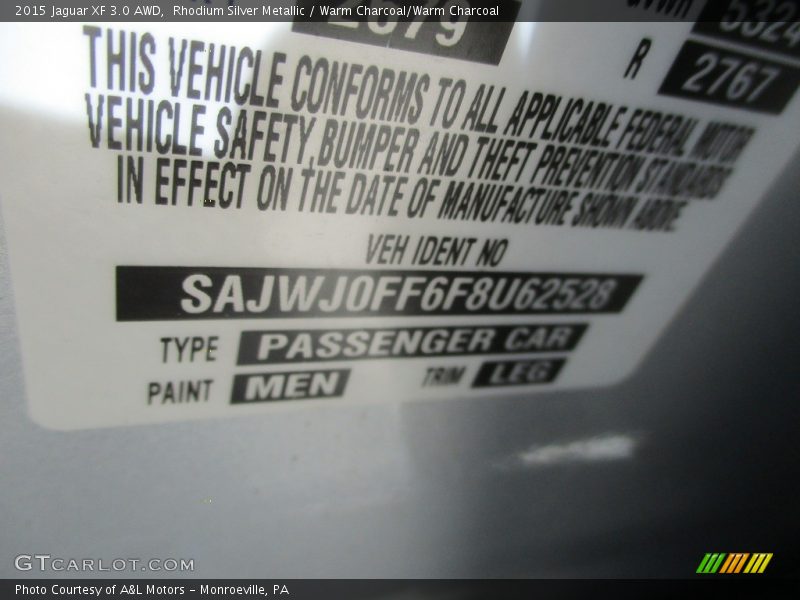 2015 Jaguar XF 3.0 AWD, Rhodium Silver Metallic / Warm Charcoal/Warm Charcoal
5324
R 2767
THIS VEHICLE CONFORMS TO ALL APPLICABLE FEDERAL MOTOR
VEHICLE SAFETY, BUMPER AND THEFT PREVENTION STANDARDS
IN EFFECT ON THE DATE OF MANUFACTURE SHOWN ABOVE.
VEH IDENT NO
SAJWJ0FF6F8U62528
TYPE PASSENGER CAR
PAINT MEN TRIM LEG
GTCARLOT.COM
Photo Courtesy of A&L Motors – Monroeville, PA